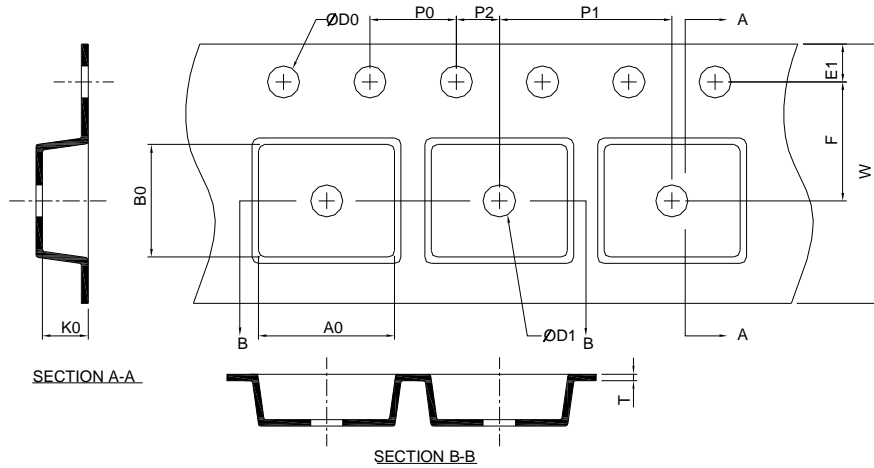 ØD0
P0
P2
P1
A
E1
F
W
B0
K0
B
A0
ØD1
B
A
SECTION A-A
T
SECTION B-B